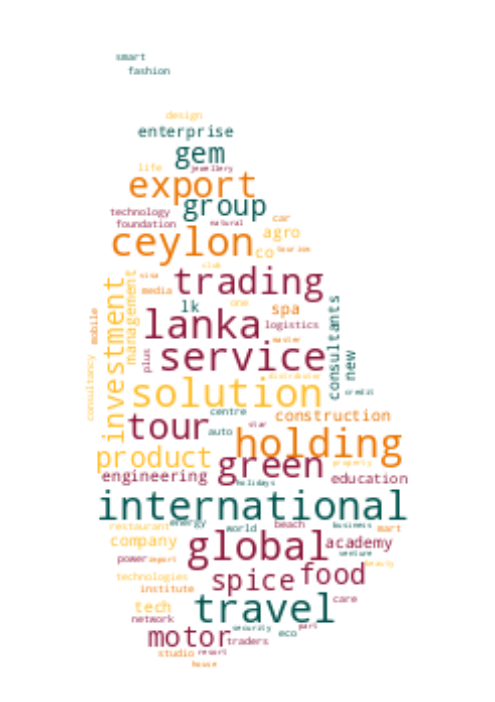 smart
fashion
design
enterprise
gem
life jewellery
export
technology group
foundation natural car
ceylon agro
co tourism
club
visa trading
investment management media one
lk spa
mobile lanka logistics
master
plus service consultants new
consultancy distributor
solution credit
centre construction
tour auto star
holding
product green property
engineering holidays education
international
restaurant energy world beach business mart
company global academy
venture
power import beauty
technologies spice food
institute care
tech travel
network security eco part
motor traders
studio resort
house